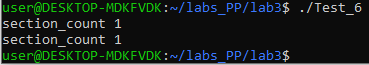 user@DESKTOP-MDKFVDK:~/labs_PP/lab3$ ./Test_6
section_count 1
section_count 1
user@DESKTOP-MDKFVDK:~/labs_PP/lab3$